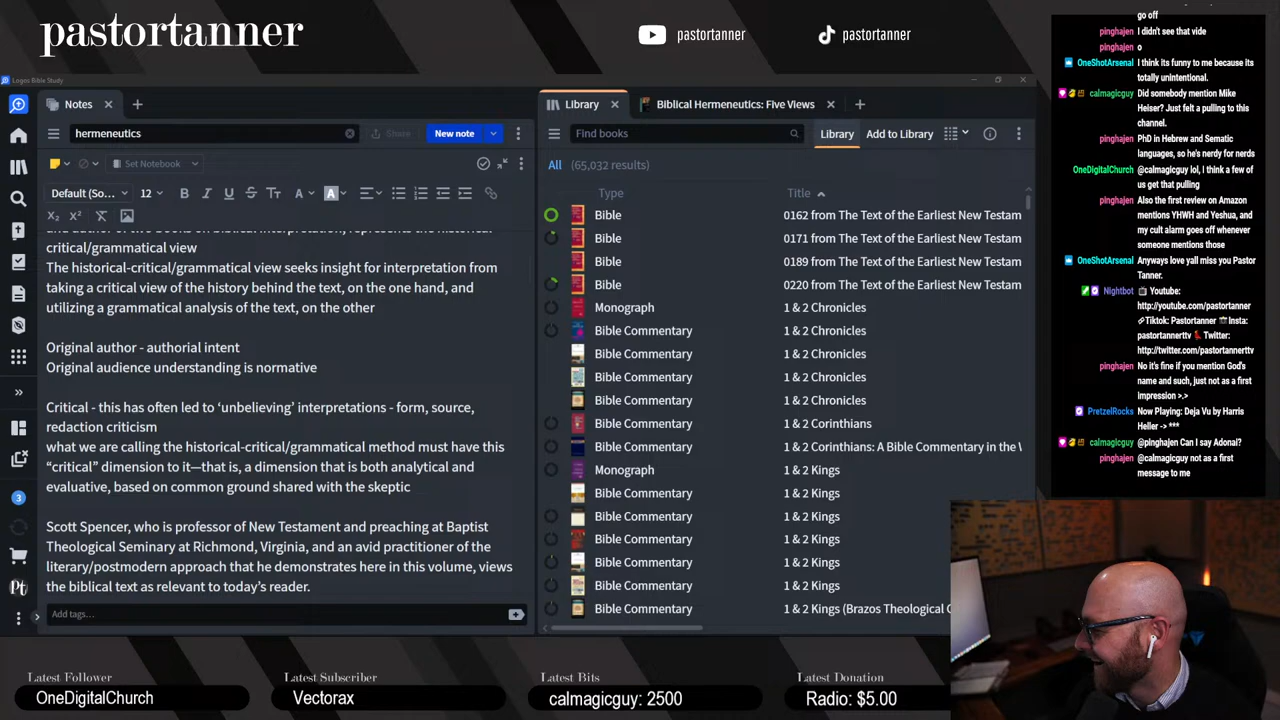 pastortanner
pastortanner
pastortanner
Logos Bible Study
Notes
hermeneutics
Share
New note
Set Notebook
Default (So...
12
B I U S Tt A A
X2 X2
critical/grammatical view
The historical-critical/grammatical view seeks insight for interpretation from
taking a critical view of the history behind the text, on the one hand, and
utilizing a grammatical analysis of the text, on the other
Original author - authorial intent
Original audience understanding is normative
Critical - this has often led to ‘unbelieving’ interpretations - form, source,
redaction criticism
what we are calling the historical-critical/grammatical method must have this
“critical” dimension to it—that is, a dimension that is both analytical and
evaluative, based on common ground shared with the skeptic
Scott Spencer, who is professor of New Testament and preaching at Baptist
Theological Seminary at Richmond, Virginia, and an avid practitioner of the
literary/postmodern approach that he demonstrates here in this volume, views
the biblical text as relevant to today’s reader.
Add tags...
3
Pt
Library
Biblical Hermeneutics: Five Views
Find books
Library
Add to Library
All (65,032 results)
Type Title
Bible 0162 from The Text of the Earliest New Testam
Bible 0171 from The Text of the Earliest New Testam
Bible 0189 from The Text of the Earliest New Testam
Bible 0220 from The Text of the Earliest New Testam
Monograph 1 & 2 Chronicles
Bible Commentary 1 & 2 Chronicles
Bible Commentary 1 & 2 Chronicles
Bible Commentary 1 & 2 Chronicles
Bible Commentary 1 & 2 Chronicles
Bible Commentary 1 & 2 Corinthians
Bible Commentary 1 & 2 Corinthians: A Bible Commentary in the W
Monograph 1 & 2 Kings
Bible Commentary 1 & 2 Kings
Bible Commentary 1 & 2 Kings
Bible Commentary 1 & 2 Kings
Bible Commentary 1 & 2 Kings
Bible Commentary 1 & 2 Kings
Bible Commentary 1 & 2 Kings (Brazos Theological C
go off
pinghajen I didn't see that vide
pinghajen o
OneShotArsenal I think its funny to me because its
totally unintentional.
calmagicguy Did somebody mention Mike
Heiser? Just felt a pulling to this
channel.
pinghajen PhD in Hebrew and Sematic
languages, so he's nerdy for nerds
OneDigitalChurch @calmagicguy lol, I think a few of
us get that pulling
pinghajen Also the first review on Amazon
mentions YHWH and Yeshua, and
my cult alarm goes off whenever
someone mentions those
OneShotArsenal Anyways love yall miss you Pastor
Tanner.
Nightbot Youtube:
http://youtube.com/pastortanner
Tiktok: Pastortanner Insta:
pastortannerttv Twitter:
http://twitter.com/pastortannerttv
pinghajen No it's fine if you mention God's
name and such, just not as a first
impression >.>
PretzelRocks Now Playing: Deja Vu by Harris
Heller -> ***
calmagicguy @pinghajen Can I say Adonai?
pinghajen @calmagicguy not as a first
message to me
Latest Follower
OneDigitalChurch
Latest Subscriber
Vectorax
Latest Bits
calmagicguy: 2500
Latest Donation
Radio: $5.00